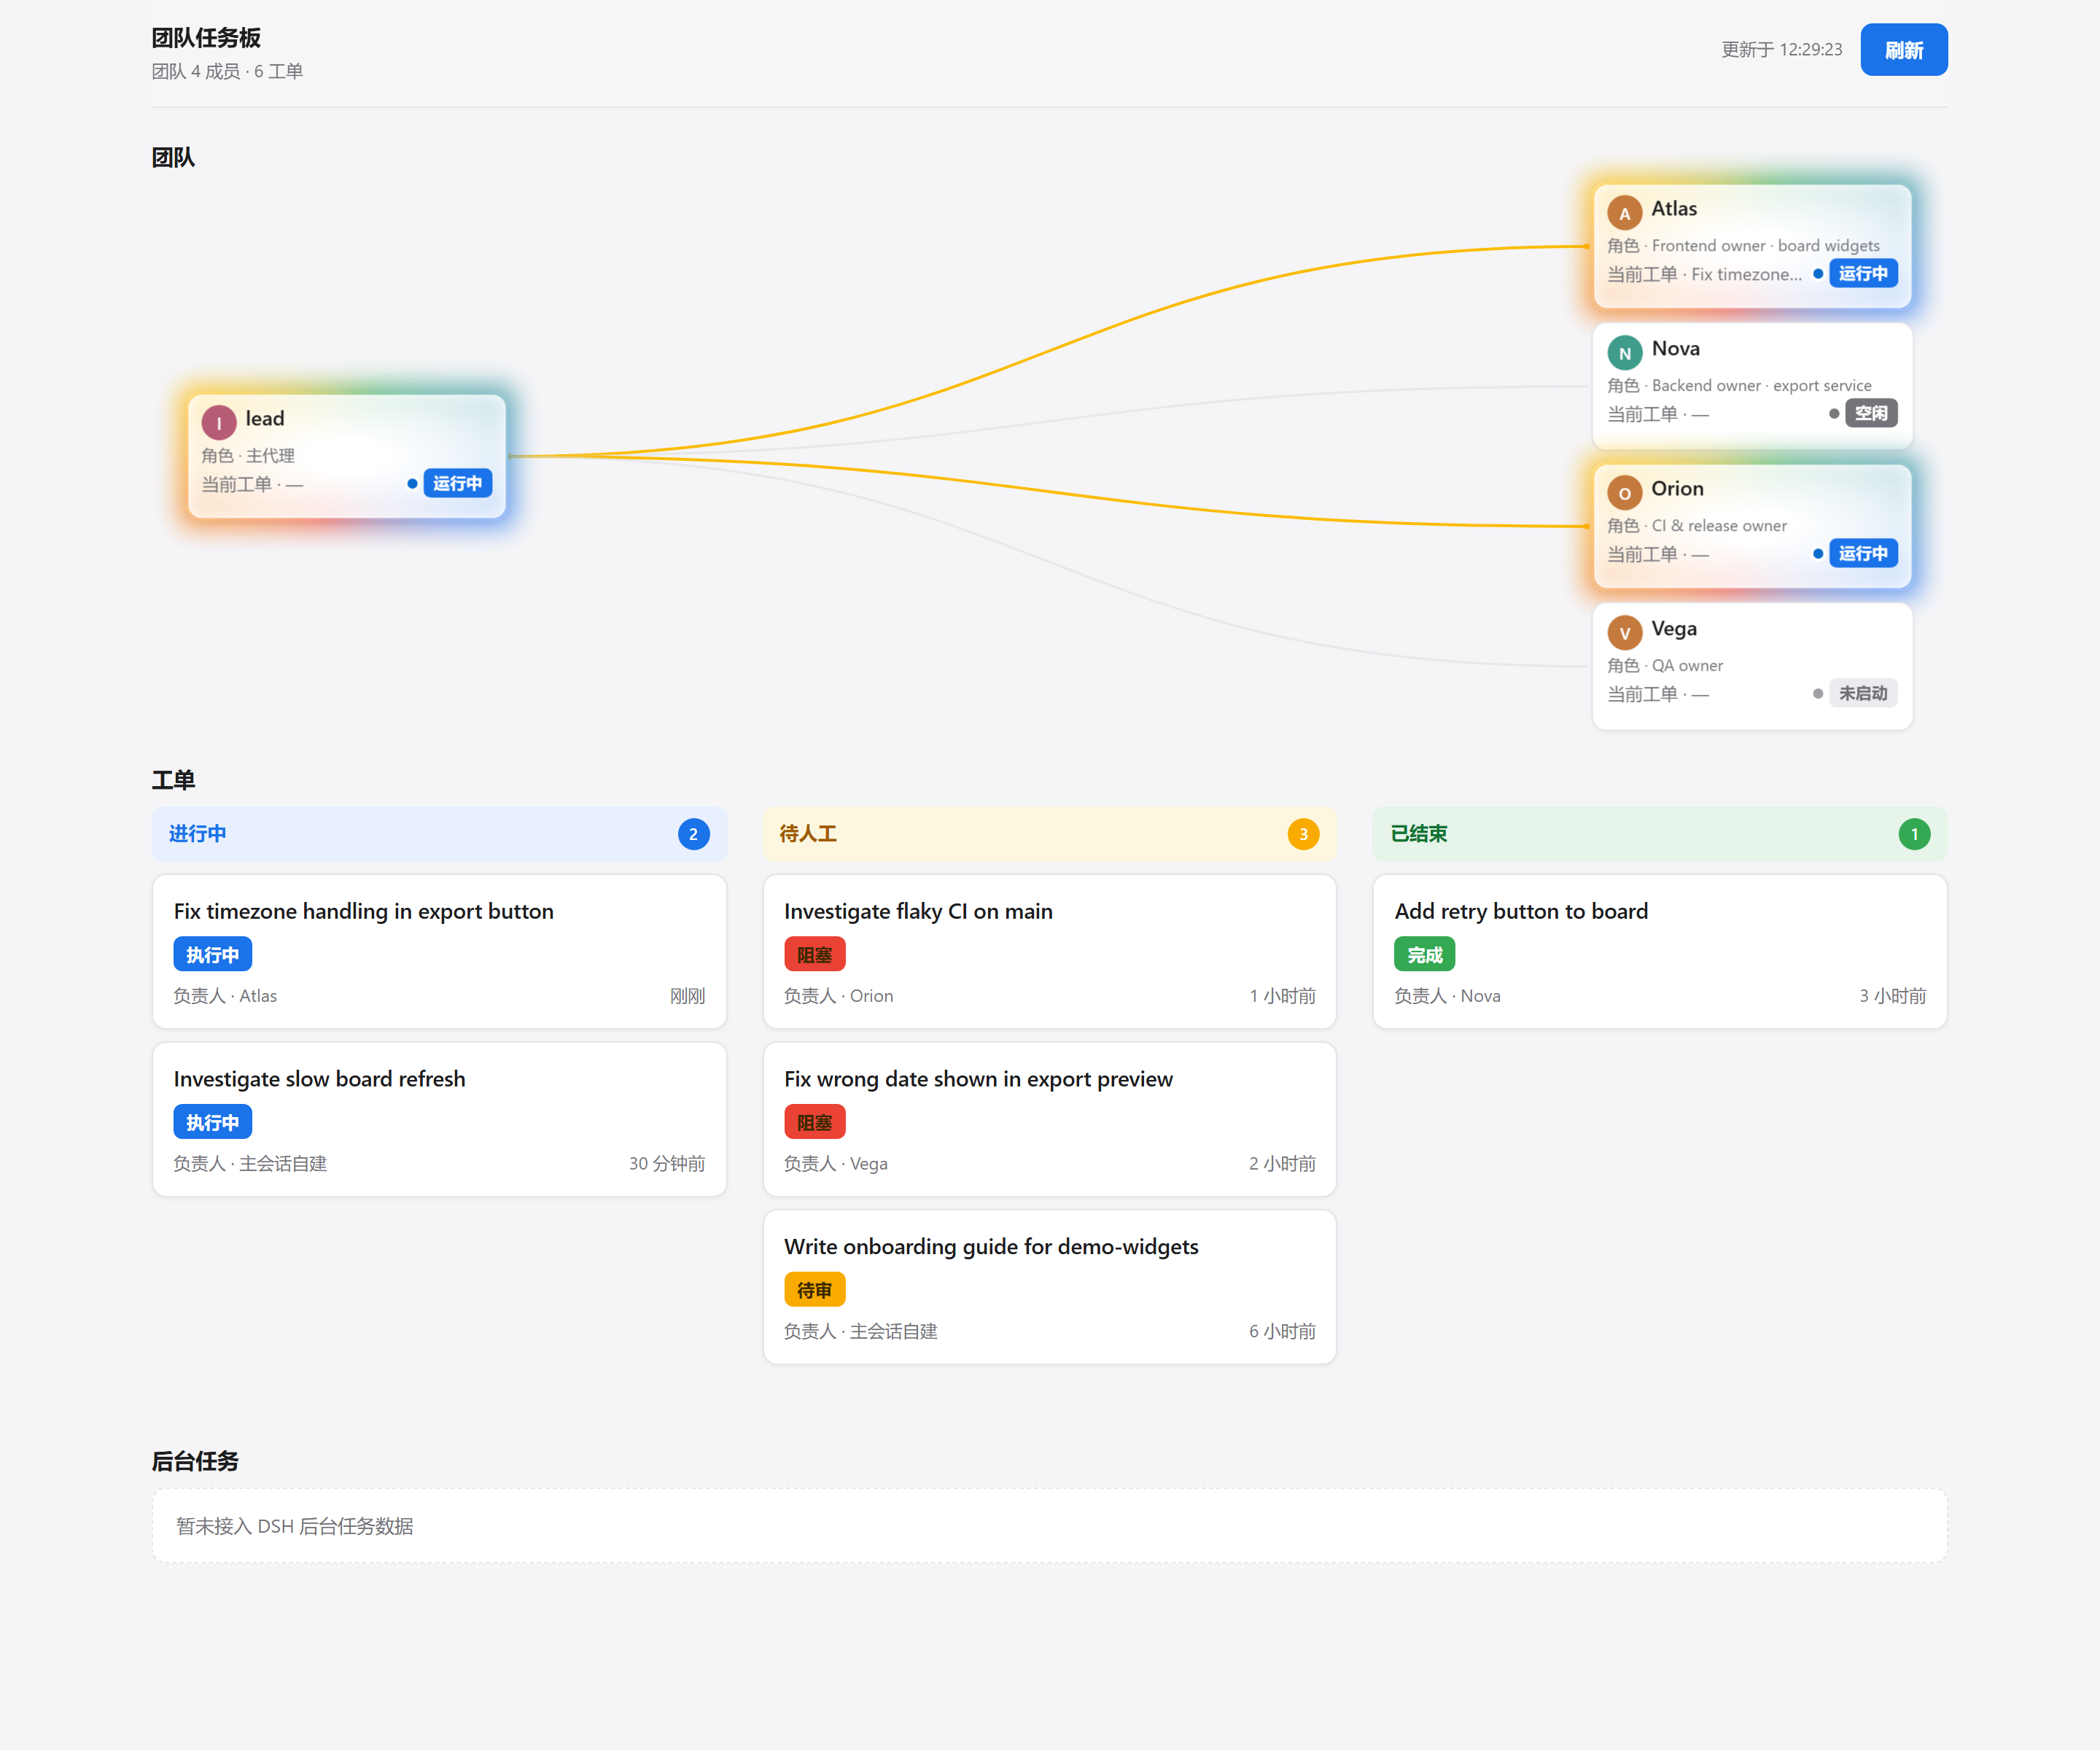 团队任务板
团队 4 成员 · 6 工单
更新于 12:29:23
刷新
团队
l
lead
角色 · 主代理
当前工单 · —
运行中
A
Atlas
角色 · Frontend owner · board widgets
当前工单 · Fix timezone...
运行中
N
Nova
角色 · Backend owner · export service
当前工单 · —
空闲
O
Orion
角色 · CI & release owner
当前工单 · —
运行中
V
Vega
角色 · QA owner
当前工单 · —
未启动
工单
进行中
2
Fix timezone handling in export button
执行中
负责人 · Atlas
刚刚
Investigate slow board refresh
执行中
负责人 · 主会话自建
30 分钟前
待人工
3
Investigate flaky CI on main
阻塞
负责人 · Orion
1 小时前
Fix wrong date shown in export preview
阻塞
负责人 · Vega
2 小时前
Write onboarding guide for demo-widgets
待审
负责人 · 主会话自建
6 小时前
已结束
1
Add retry button to board
完成
负责人 · Nova
3 小时前
后台任务
暂未接入 DSH 后台任务数据